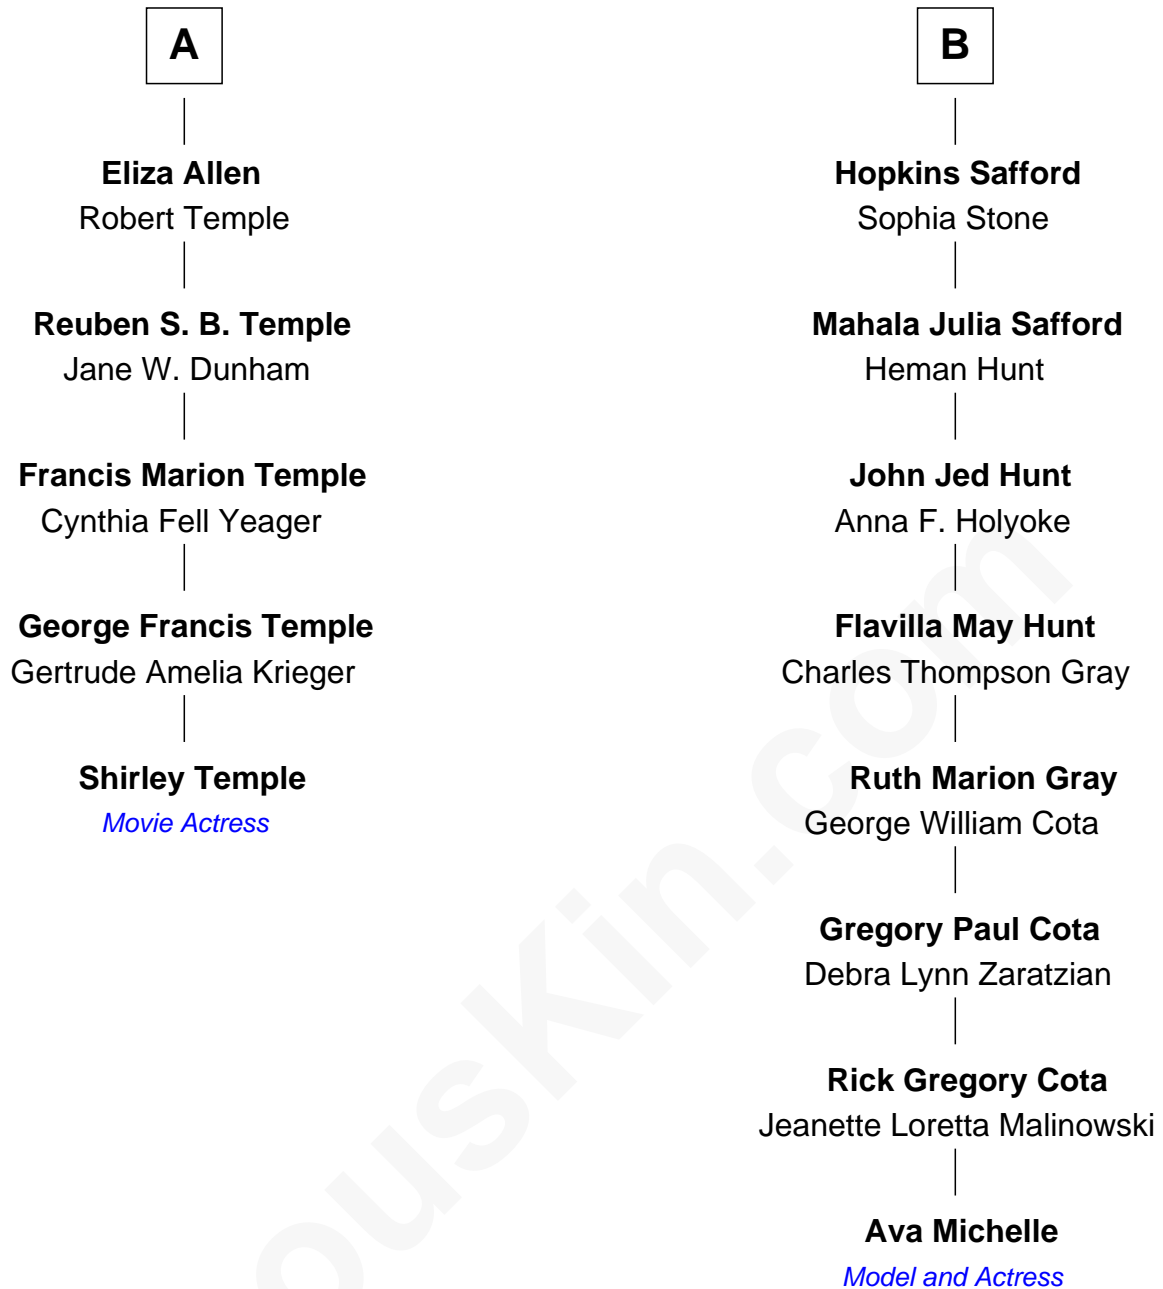 A
Eliza Allen
Robert Temple
Reuben S. B. Temple
Jane W. Dunham
Francis Marion Temple
Cynthia Fell Yeager
George Francis Temple
Gertrude Amelia Krieger
Shirley Temple
Movie Actress
B
Hopkins Safford
Sophia Stone
Mahala Julia Safford
Heman Hunt
John Jed Hunt
Anna F. Holyoke
Flavilla May Hunt
Charles Thompson Gray
Ruth Marion Gray
George William Cota
Gregory Paul Cota
Debra Lynn Zaratzian
Rick Gregory Cota
Jeanette Loretta Malinowski
Ava Michelle
Model and Actress
ousKin.com